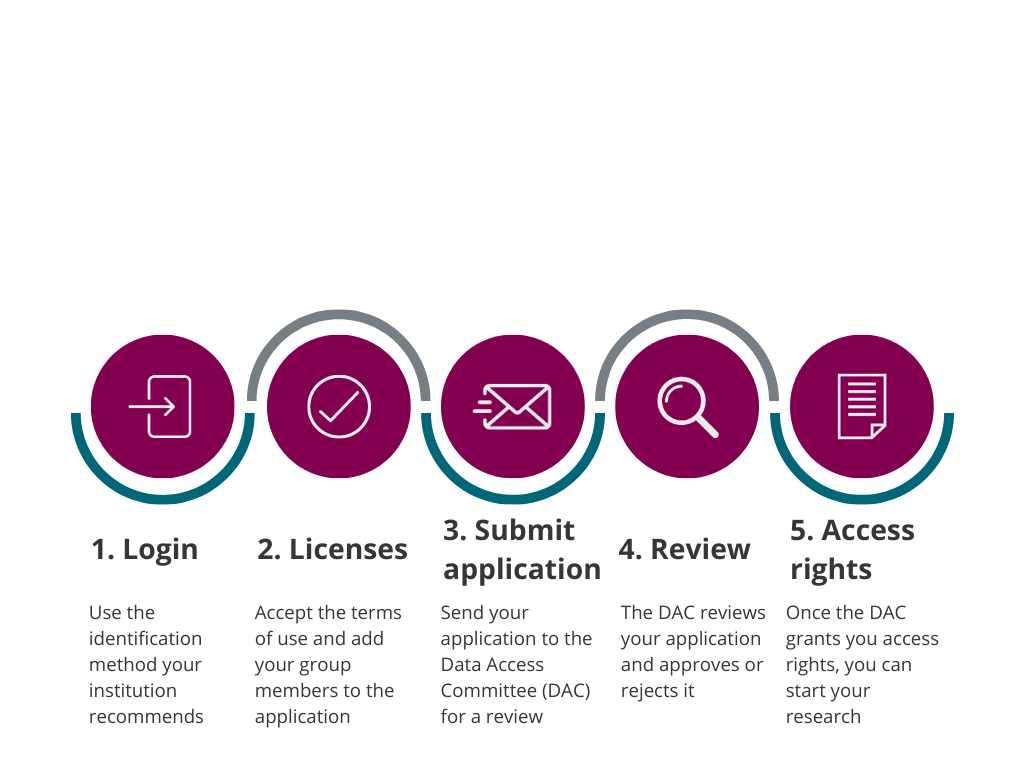 1. Login
Use the
identification
method your
institution
recommends
2. Licenses
Accept the terms
of use and add
your group
members to the
application
3. Submit
application
Send your
application to the
Data Access
Committee (DAC)
for a review
4. Review
The DAC reviews
your application
and approves or
rejects it
5. Access
rights
Once the DAC
grants you access
rights, you can
start your
research